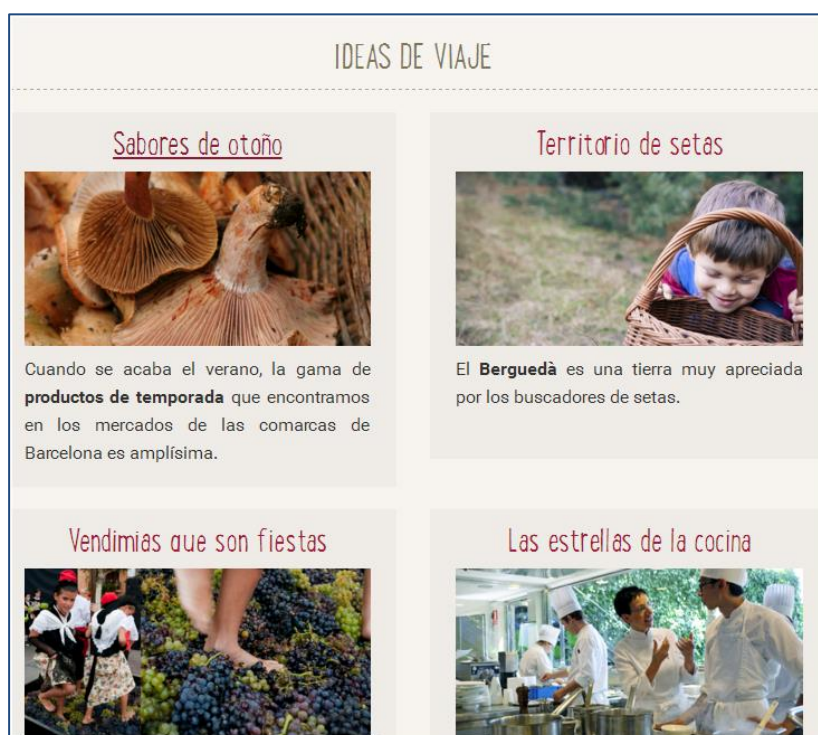 IDEAS DE VIAJE
Sabores de otoño
Cuando se acaba el verano, la gama de
productos de temporada que encontramos
en los mercados de las comarcas de
Barcelona es amplísima.
Territorio de setas
El Berguedà es una tierra muy apreciada
por los buscadores de setas.
Vendimias que son fiestas
Las estrellas de la cocina